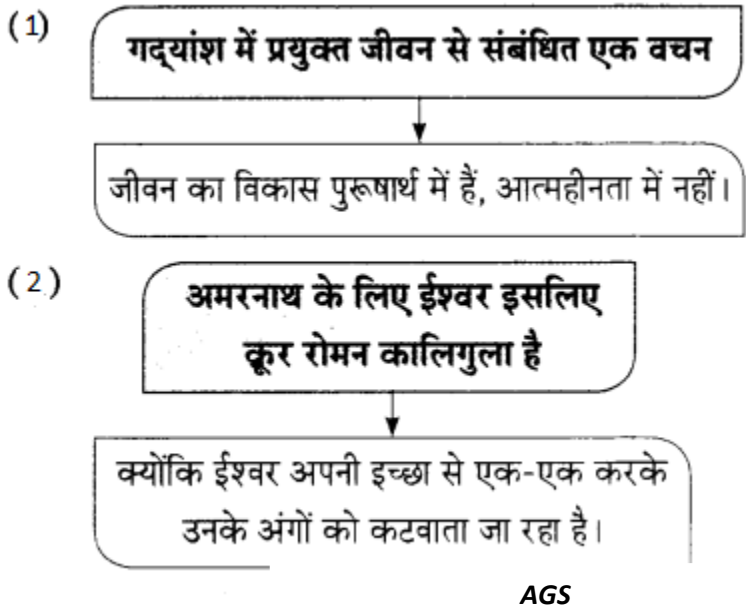 (1)
गद्‌यांश में प्रयुक्त जीवन से संबंधित एक वचन
जीवन का विकास पुरूषार्थ में हैं, आत्महीनता में नहीं।
(2)
अमरनाथ के लिए ईश्वर इसलिए
क्रूर रोमन कालिगुला है
क्योंकि ईश्वर अपनी इच्छा से एक-एक करके
उनके अंगों को कटवाता जा रहा है।
AGS